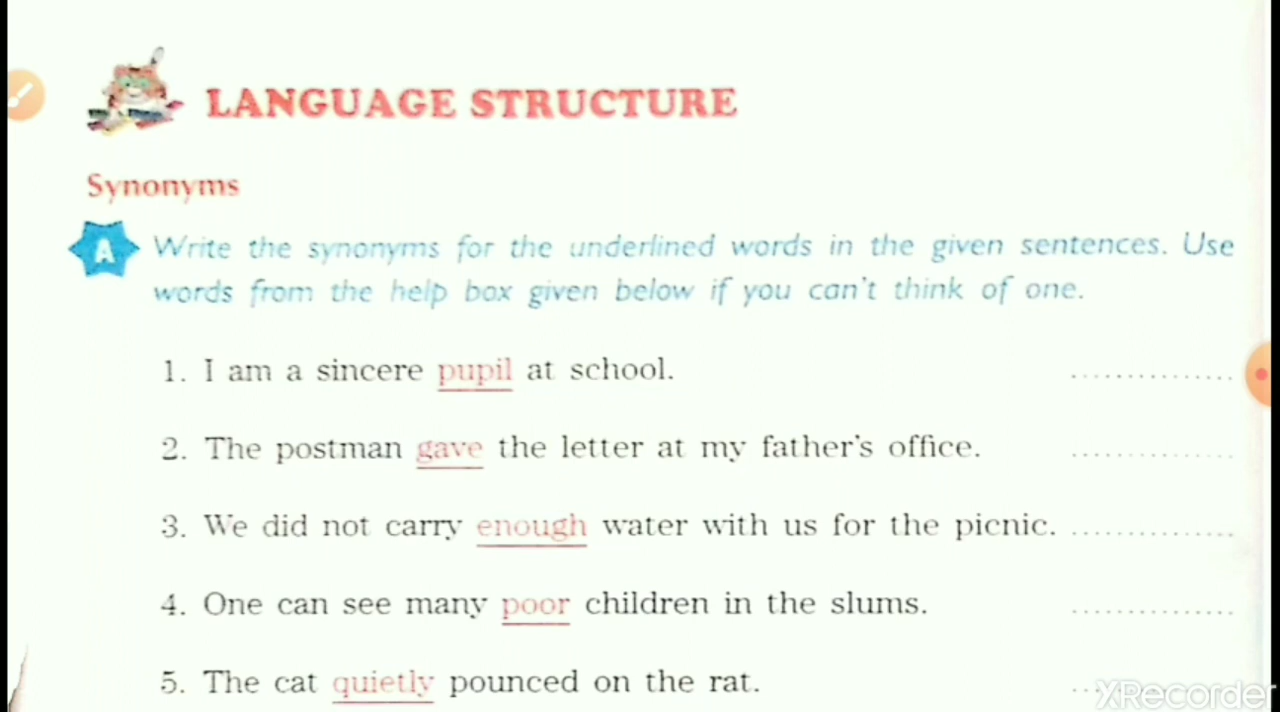 LANGUAGE STRUCTURE
Synonyms
A Write the synonyms for the underlined words in the given sentences. Use
words from the help box given below if you can't think of one.
1. I am a sincere pupil at school. ...............
2. The postman gave the letter at my father's office. ...............
3. We did not carry enough water with us for the picnic. ...............
4. One can see many poor children in the slums. ...............
5. The cat quietly pounced on the rat. ...
XRecorder